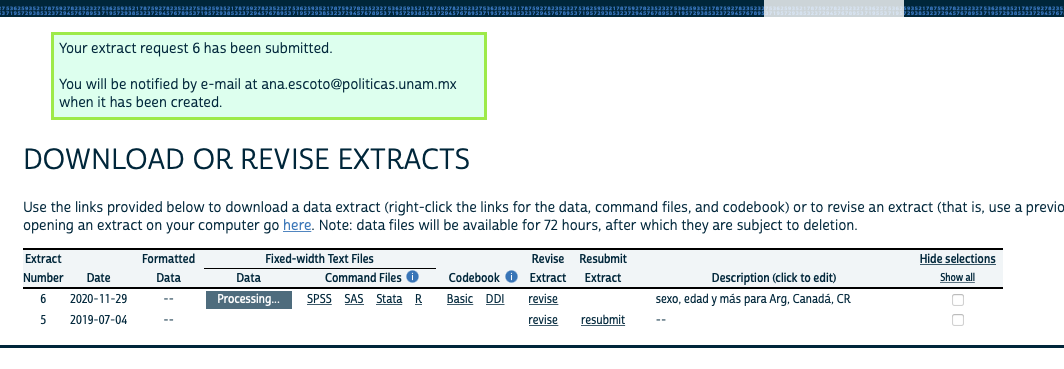 Your extract request 6 has been submitted.
You will be notified by e-mail at ana.escoto@politicas.unam.mx
when it has been created.
DOWNLOAD OR REVISE EXTRACTS
Use the links provided below to download a data extract (right-click the links for the data, command files, and codebook) or to revise an extract (that is, use a previo
opening an extract on your computer go here. Note: data files will be available for 72 hours, after which they are subject to deletion.
Extract Formatted Fixed-width Text Files Revise Resubmit Hide selections
Number Date Data Data Command Files i Codebook i Extract Extract Description (click to edit) Show all
6 2020-11-29 -- Processing... SPSS SAS Stata R Basic DDI revise sexo, edad y más para Arg, Canadá, CR
5 2019-07-04 -- revise resubmit --